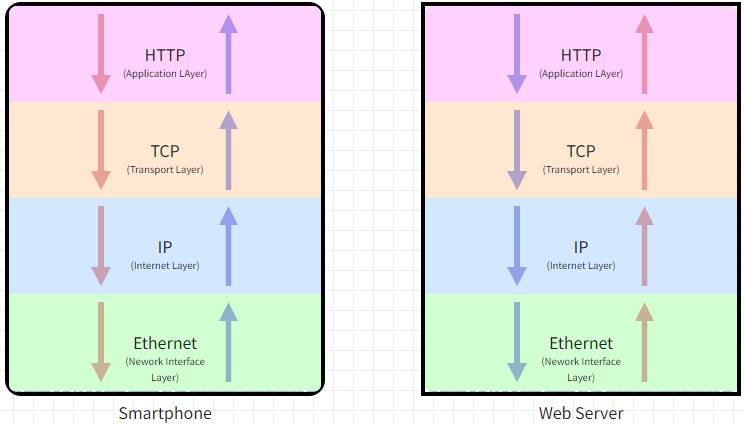 HTTP
(Application LAyer)
TCP
(Transport Layer)
IP
(Internet Layer)
Ethernet
(Nework Interface
Layer)
Smartphone
HTTP
(Application LAyer)
TCP
(Transport Layer)
IP
(Internet Layer)
Ethernet
(Nework Interface
Layer)
Web Server